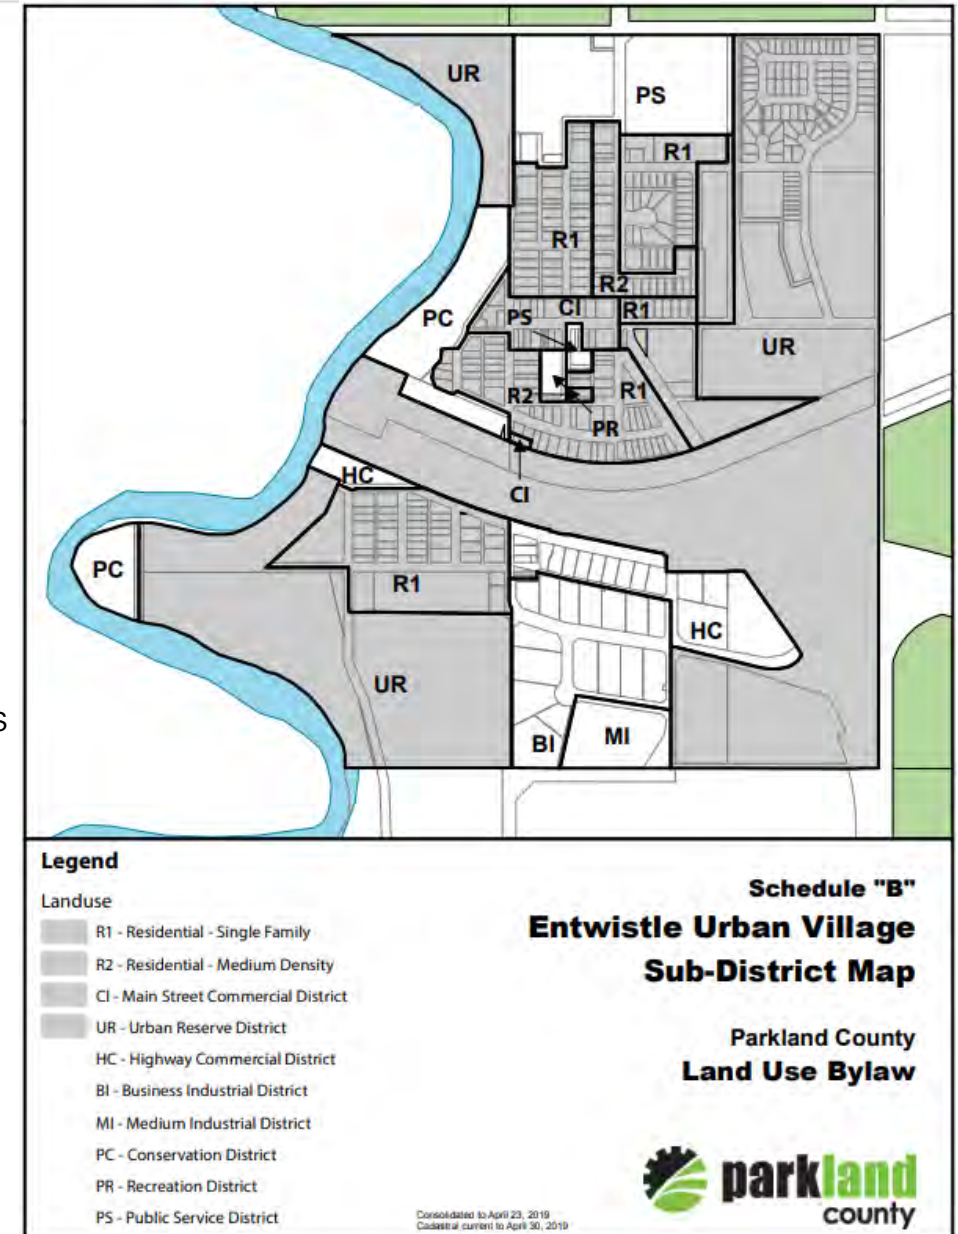 UR
PS
R1
R1
R2
CI
PS
R1
PC
UR
R1
R2
PR
HC
CI
PC
R1
HC
UR
BI
MI
S
Legend
Landuse
R1 - Residential - Single Family
R2 - Residential - Medium Density
CI - Main Street Commercial District
UR - Urban Reserve District
HC - Highway Commercial District
BI - Business Industrial District
MI - Medium Industrial District
PC - Conservation District
PR - Recreation District
PS - Public Service District
Schedule "B"
Entwistle Urban Village
Sub-District Map
Parkland County
Land Use Bylaw
parkland
county
Consolidated to April 23, 2019
Cadastral current to April 30, 2019